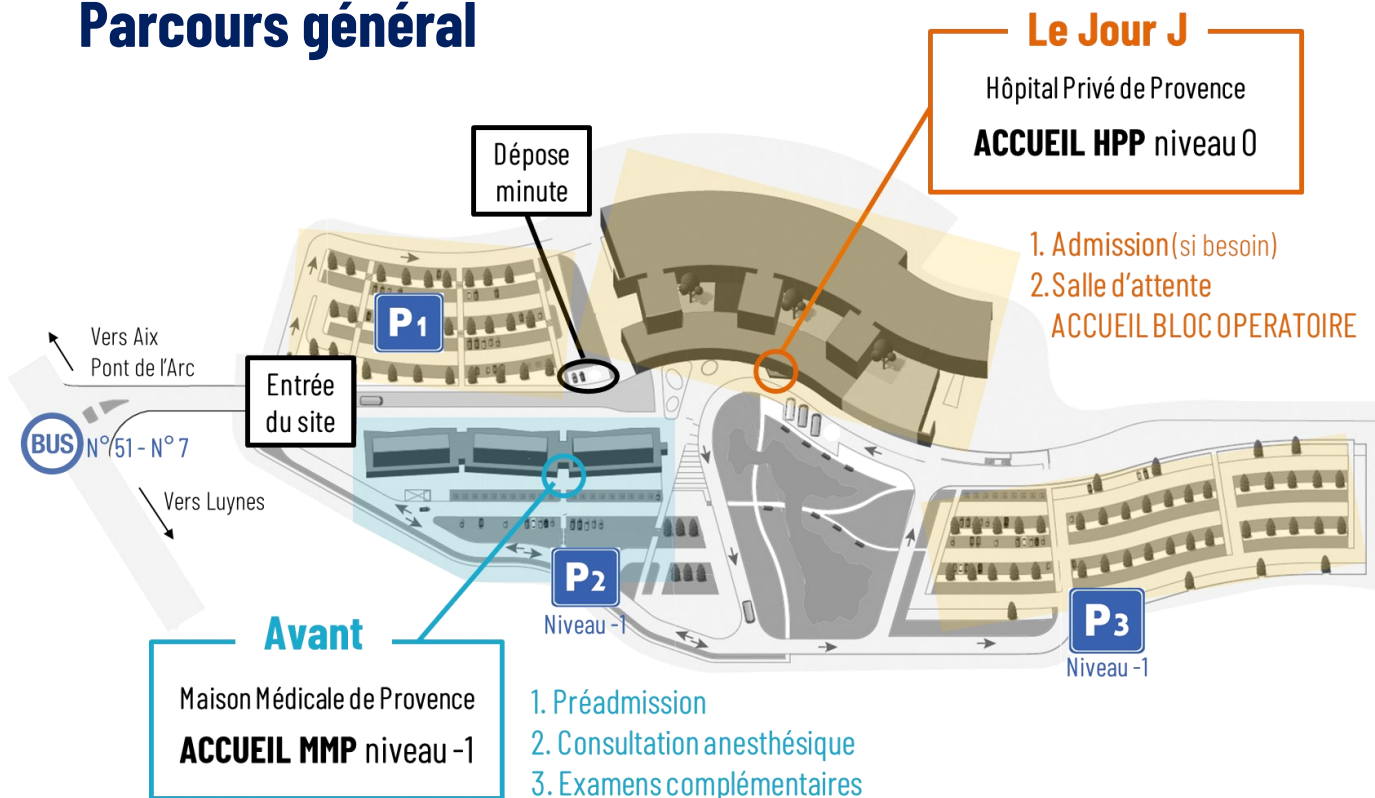 Parcours général
Le Jour J
Hôpital Privé de Provence
ACCUEIL HPP niveau 0
Dépose
minute
1. Admission (si besoin)
2. Salle d'attente
ACCUEIL BLOC OPERATOIRE
P1
Vers Aix
Pont de l'Arc
Entrée
du site
BUS N° 51 - N° 7
Vers Luynes
P2
Niveau -1
P3
Niveau -1
Avant
Maison Médicale de Provence
ACCUEIL MMP niveau -1
1. Préadmission
2. Consultation anesthésique
3. Examens complémentaires